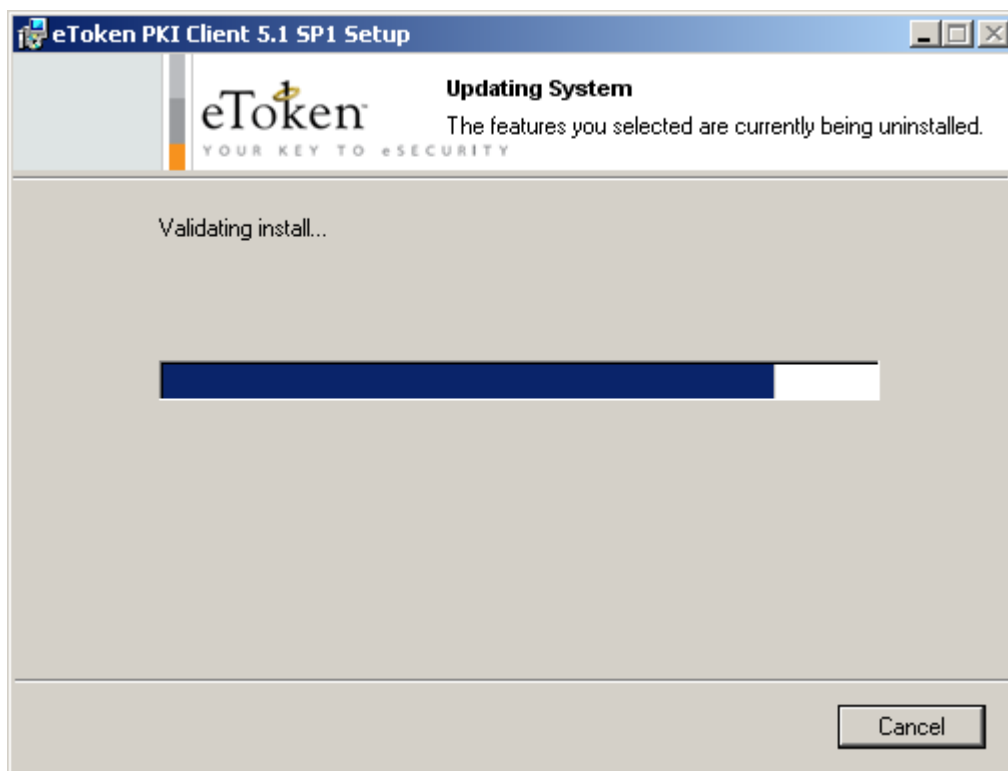 eToken PKI Client 5.1 SP1 Setup
eToken™
YOUR KEY TO eSECURITY
Updating System
The features you selected are currently being uninstalled.
Validating install...
Cancel